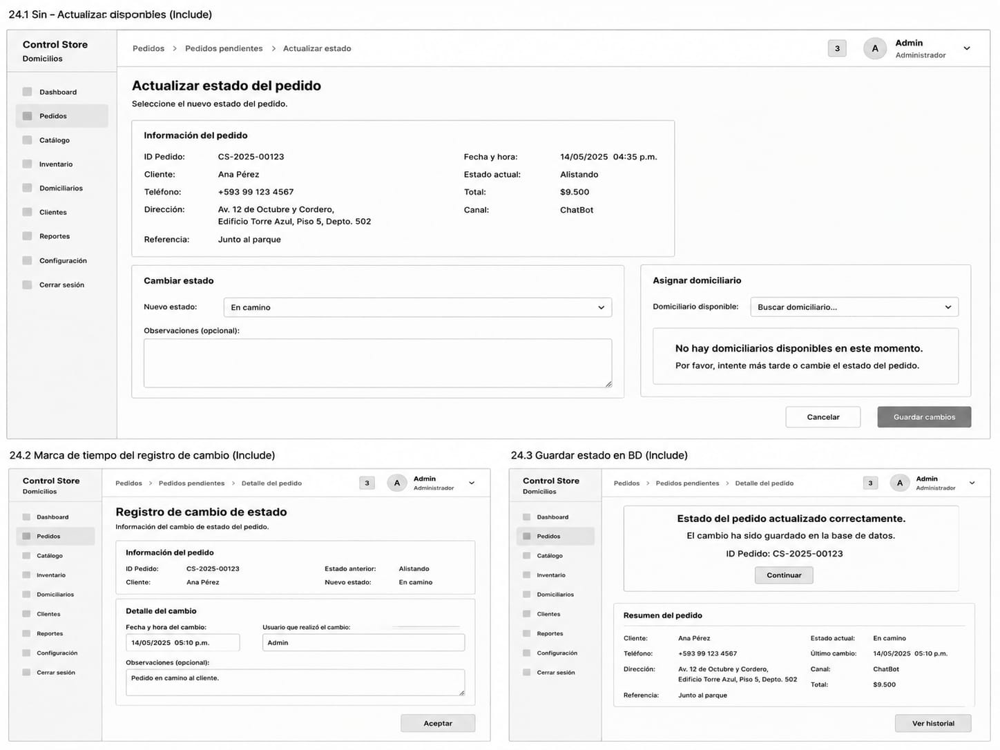 24.1 Sin – Actualizar disponbles (Include)
Control Store
Domicilios
Dashboard
Pedidos
Catálogo
Inventario
Domiciliarios
Clientes
Reportes
Configuración
Cerrar sesión
Pedidos > Pedidos pendientes > Actualizar estado
3 A Admin
Administrador
Actualizar estado del pedido
Seleccione el nuevo estado del pedido.
Información del pedido
ID Pedido: CS-2025-00123 Fecha y hora: 14/05/2025 04:35 p.m.
Cliente: Ana Pérez Estado actual: Alistando
Teléfono: +593 99 123 4567 Total: $9.500
Dirección: Av. 12 de Octubre y Cordero, Canal: ChatBot
Edificio Torre Azul, Piso 5, Depto. 502
Referencia: Junto al parque
Cambiar estado
Nuevo estado: En camino
Observaciones (opcional):
Asignar domiciliario
Domiciliario disponible: Buscar domiciliario...
No hay domiciliarios disponibles en este momento.
Por favor, intente más tarde o cambie el estado del pedido.
Cancelar Guardar cambios
24.2 Marca de tiempo del registro de cambio (Include)
Control Store
Domicilios
Dashboard
Pedidos
Catálogo
Inventario
Domiciliarios
Clientes
Reportes
Configuración
Cerrar sesión
Pedidos > Pedidos pendientes > Detalle del pedido
3 A Admin
Administrador
Registro de cambio de estado
Información del cambio de estado del pedido.
Información del pedido
ID Pedido: CS-2025-00123 Estado anterior: Alistando
Cliente: Ana Pérez Nuevo estado: En camino
Detalle del cambio
Fecha y hora del cambio: Usuario que realizó el cambio:
14/05/2025 05:10 p.m. Admin
Observaciones (opcional):
Pedido en camino al cliente.
Aceptar
24.3 Guardar estado en BD (Include)
Control Store
Domicilios
Dashboard
Pedidos
Catálogo
Inventario
Domiciliarios
Clientes
Reportes
Configuración
Cerrar sesión
Pedidos > Pedidos pendientes > Detalle del pedido
3 A Admin
Administrador
Estado del pedido actualizado correctamente.
El cambio ha sido guardado en la base de datos.
ID Pedido: CS-2025-00123
Continuar
Resumen del pedido
Cliente: Ana Pérez Estado actual: En camino
Teléfono: +593 99 123 4567 Último cambio: 14/05/2025 05:10 p.m.
Dirección: Av. 12 de Octubre y Cordero, Canal: ChatBot
Edificio Torre Azul, Piso 5, Depto. 502 Total: $9.500
Referencia: Junto al parque
Ver historial